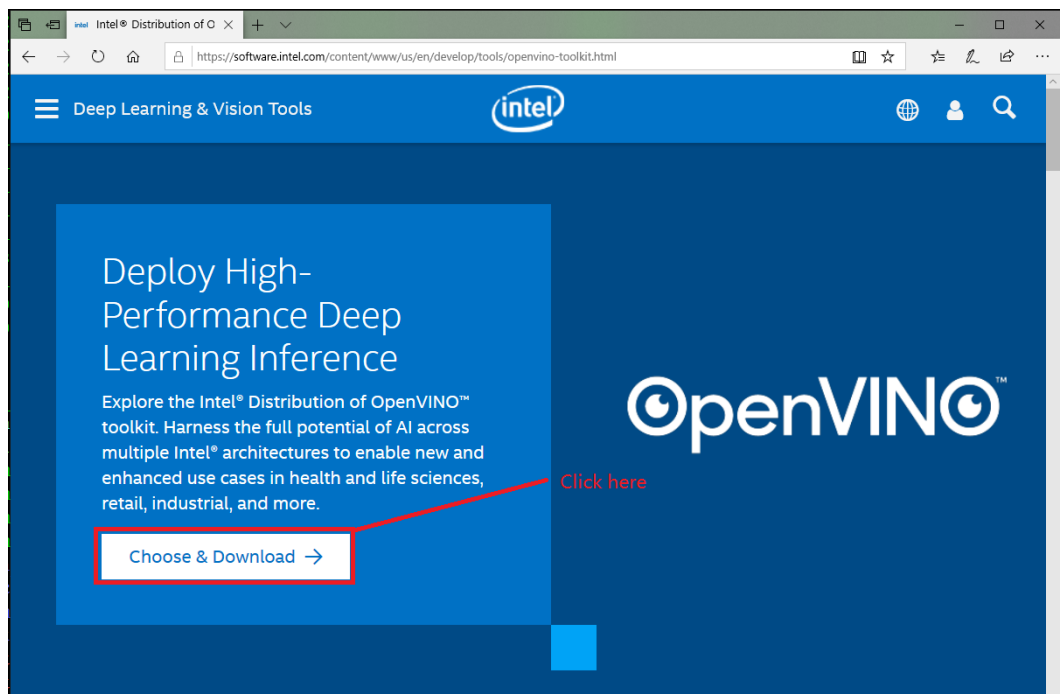 intel Intel® Distribution of O
https://software.intel.com/content/www/us/en/develop/tools/openvino-toolkit.html
Deep Learning & Vision Tools
intel
Deploy High-
Performance Deep
Learning Inference
Explore the Intel® Distribution of OpenVINO™
toolkit. Harness the full potential of AI across
multiple Intel® architectures to enable new and
enhanced use cases in health and life sciences,
retail, industrial, and more.
OpenVINO™
Click here
Choose & Download →